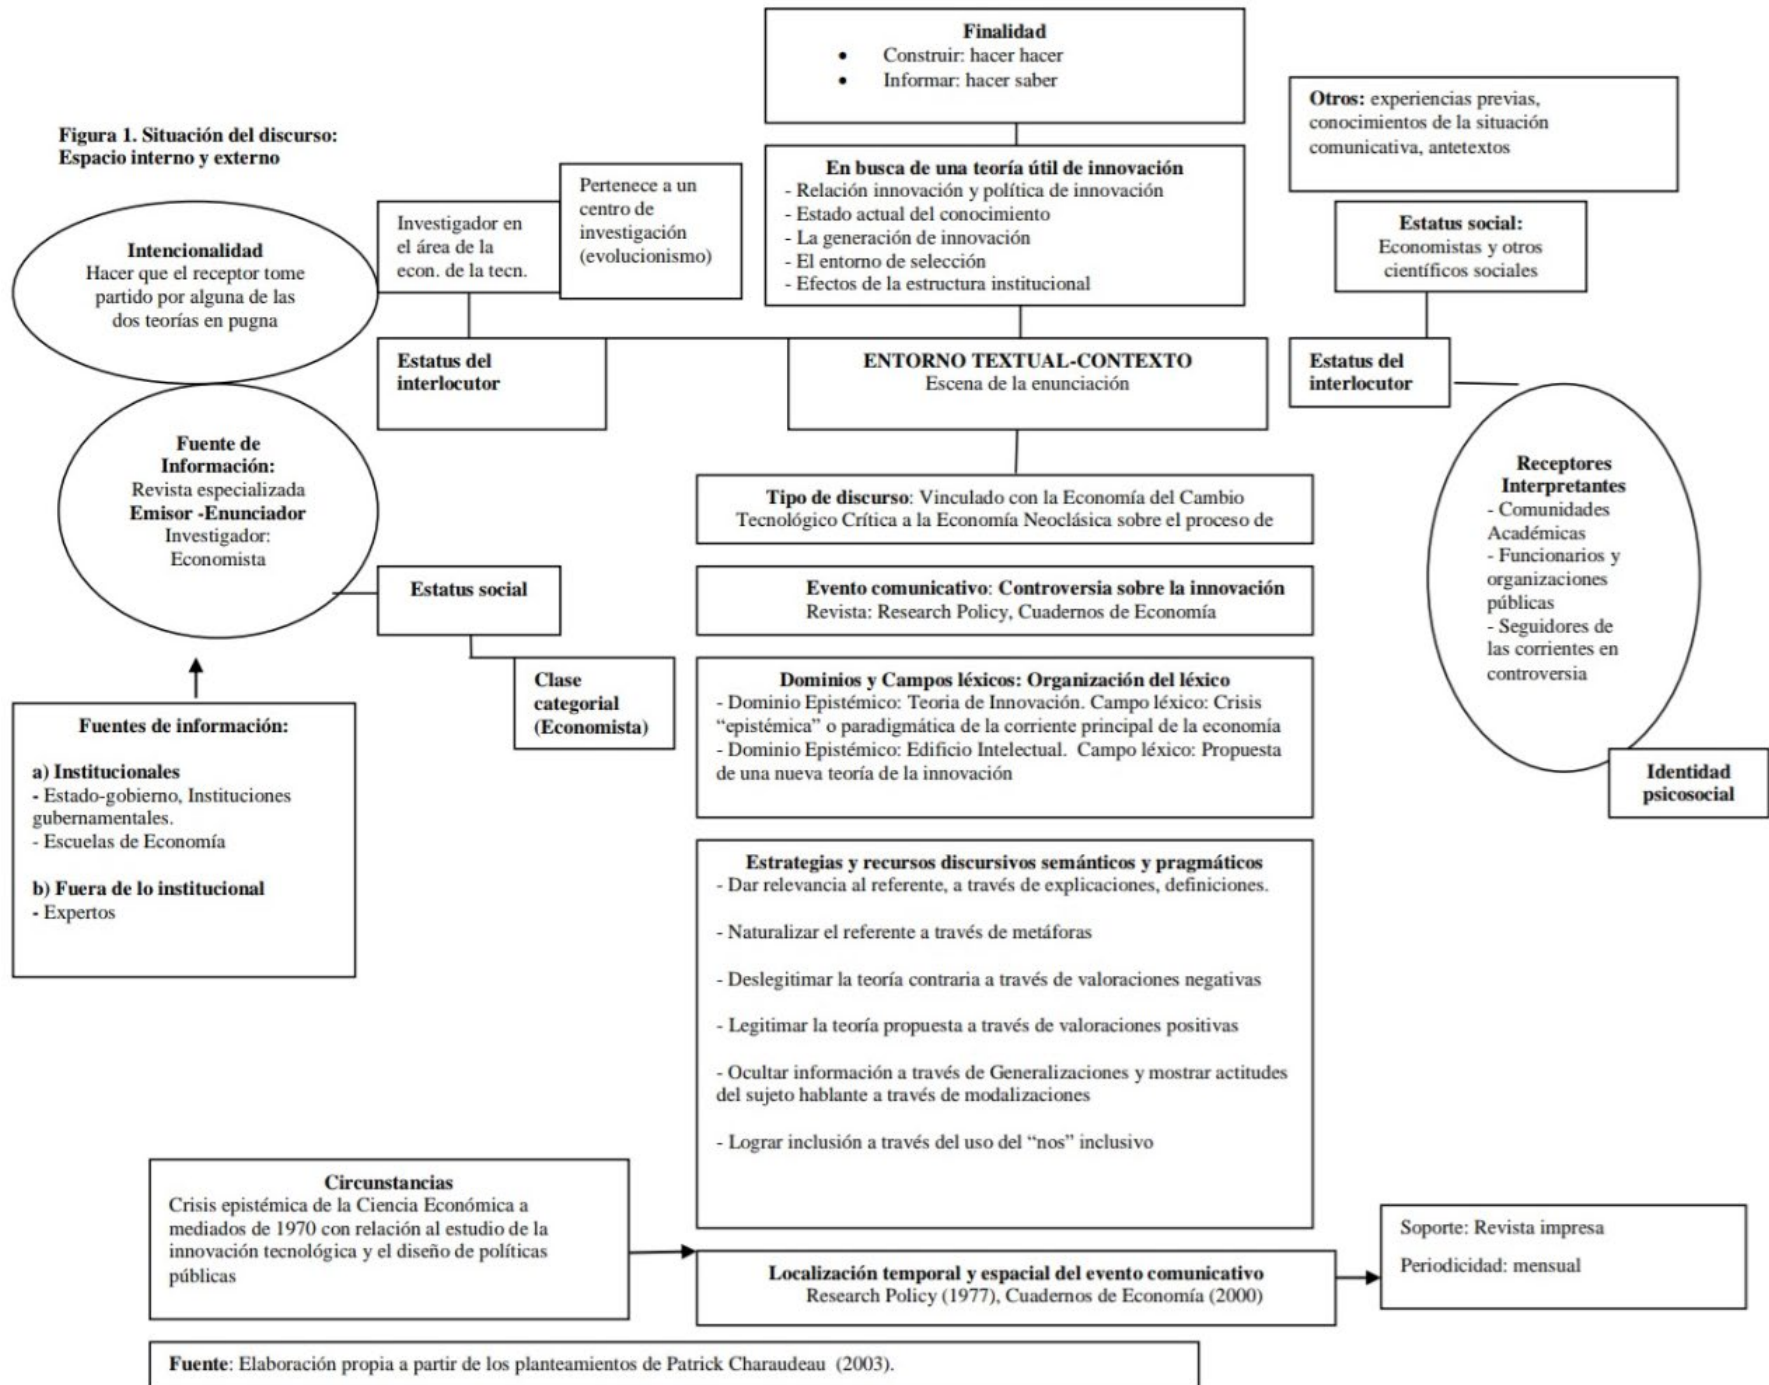 Finalidad
• Construir: hacer hacer
• Informar: hacer saber
Otros: experiencias previas,
conocimientos de la situación
comunicativa, antetextos
Figura 1. Situación del discurso:
Espacio interno y externo
En busca de una teoría útil de innovación
- Relación innovación y política de innovación
- Estado actual del conocimiento
- La generación de innovación
- El entorno de selección
- Efectos de la estructura institucional
Pertenece a un
centro de
investigación
(evolucionismo)
Investigador en
el área de la
econ. de la tecn.
Estatus social:
Economistas y otros
científicos sociales
Intencionalidad
Hacer que el receptor tome
partido por alguna de las
dos teorías en pugna
Estatus del
interlocutor
ENTORNO TEXTUAL-CONTEXTO
Escena de la enunciación
Estatus del
interlocutor
Fuente de
Información:
Revista especializada
Emisor -Enunciador
Investigador:
Economista
Receptores
Interpretantes
- Comunidades
Académicas
- Funcionarios y
organizaciones
públicas
- Seguidores de
las corrientes en
controversia
Tipo de discurso: Vinculado con la Economía del Cambio
Tecnológico Crítica a la Economía Neoclásica sobre el proceso de
Estatus social
Evento comunicativo: Controversia sobre la innovación
Revista: Research Policy, Cuadernos de Economía
Clase
categorial
(Economista)
Dominios y Campos léxicos: Organización del léxico
- Dominio Epistémico: Teoria de Innovación. Campo léxico: Crisis
“epistémica” o paradigmática de la corriente principal de la economía
- Dominio Epistémico: Edificio Intelectual. Campo léxico: Propuesta
de una nueva teoría de la innovación
Fuentes de información:
a) Institucionales
- Estado-gobierno, Instituciones
gubernamentales.
- Escuelas de Economía
b) Fuera de lo institucional
- Expertos
Identidad
psicosocial
Estrategias y recursos discursivos semánticos y pragmáticos
- Dar relevancia al referente, a través de explicaciones, definiciones.
- Naturalizar el referente a través de metáforas
- Deslegitimar la teoría contraria a través de valoraciones negativas
- Legitimar la teoría propuesta a través de valoraciones positivas
- Ocultar información a través de Generalizaciones y mostrar actitudes
del sujeto hablante a través de modalizaciones
- Lograr inclusión a través del uso del “nos” inclusivo
Circunstancias
Crisis epistémica de la Ciencia Económica a
mediados de 1970 con relación al estudio de la
innovación tecnológica y el diseño de políticas
públicas
Localización temporal y espacial del evento comunicativo
Research Policy (1977), Cuadernos de Economía (2000)
Soporte: Revista impresa
Periodicidad: mensual
Fuente: Elaboración propia a partir de los planteamientos de Patrick Charaudeau (2003).